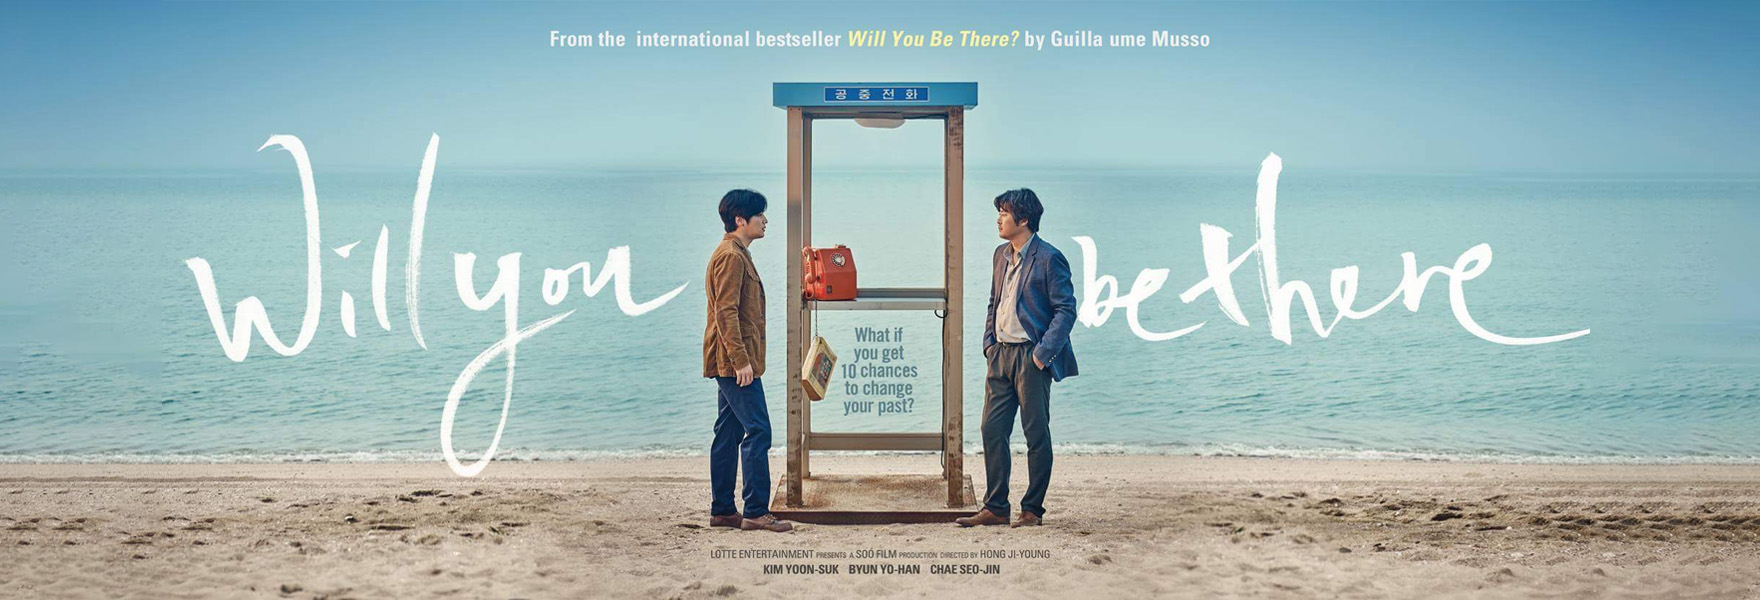 From the international bestseller Will You Be There? by Guilla ume Musso
공중전화
Will you be there
What if
you get
10 chances
to change
your past?
LOTTE ENTERTAINMENT PRESENTS A SOO FILM PRODUCTION DIRECTED BY HONG JI-YOUNG
KIM YOON-SUK BYUN YO-HAN CHAE SEO-JIN